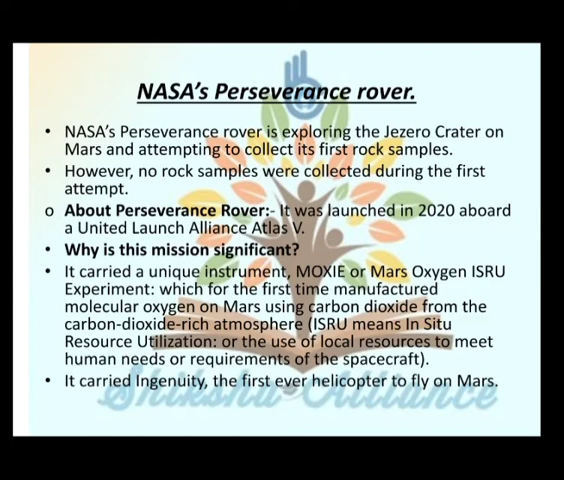 NASA's Perseverance rover.
• NASA's Perseverance rover is exploring the Jezero Crater on
Mars and attempting to collect its first rock samples.
• However, no rock samples were collected during the first
attempt.
o About Perseverance Rover:- It was launched in 2020 aboard
a United Launch Alliance Atlas V.
• Why is this mission significant?
• It carried a unique instrument, MOXIE or Mars Oxygen ISRU
Experiment: which for the first time manufactured
molecular oxygen on Mars using carbon dioxide from the
carbon-dioxide-rich atmosphere (ISRU means In Situ
Resource Utilization: or the use of local resources to meet
human needs or requirements of the spacecraft).
• It carried Ingenuity, the first ever helicopter to fly on Mars.
Shiksha Alliance